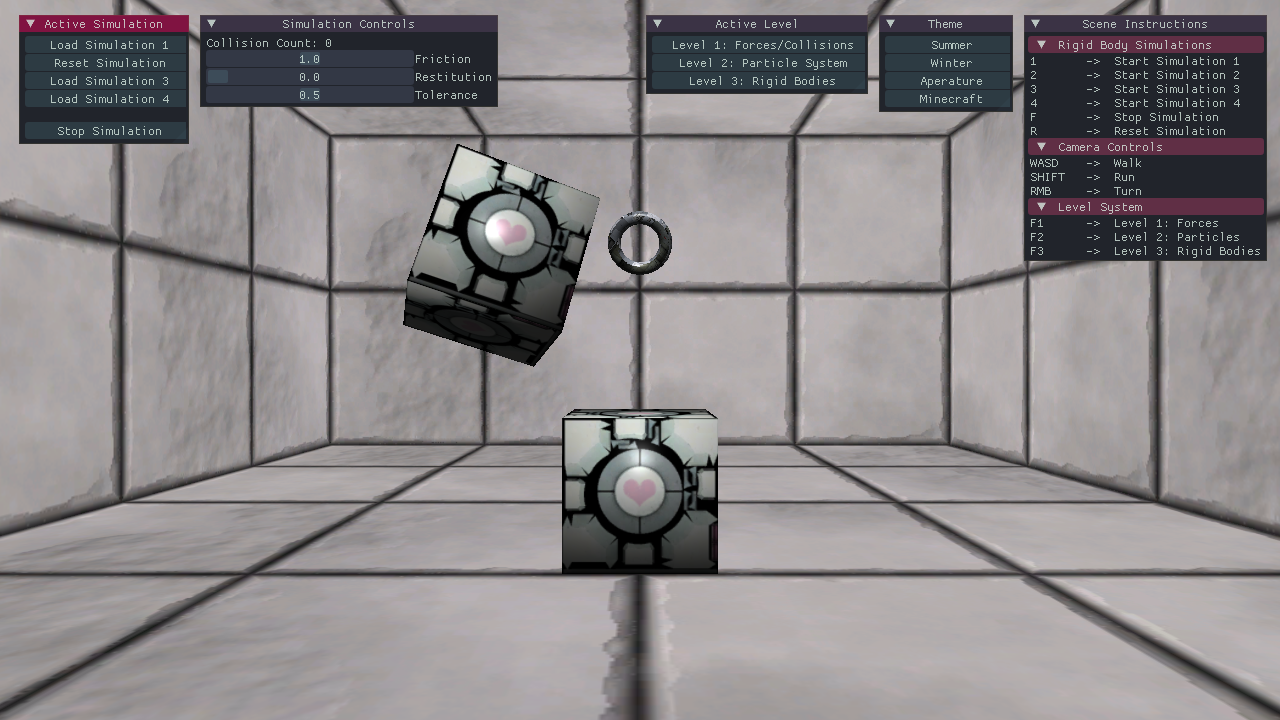 Active Simulation
Load Simulation 1
Reset Simulation
Load Simulation 3
Load Simulation 4
Stop Simulation
Simulation Controls
Collision Count: 0
1.0 Friction
0.0 Restitution
0.5 Tolerance
Active Level
Level 1: Forces/Collisions
Level 2: Particle System
Level 3: Rigid Bodies
Theme
Summer
Winter
Aperature
Minecraft
Scene Instructions
Rigid Body Simulations
1 -> Start Simulation 1
2 -> Start Simulation 2
3 -> Start Simulation 3
4 -> Start Simulation 4
F -> Stop Simulation
R -> Reset Simulation
Camera Controls
WASD -> Walk
SHIFT -> Run
RMB -> Turn
Level System
F1 -> Level 1: Forces
F2 -> Level 2: Particles
F3 -> Level 3: Rigid Bodies